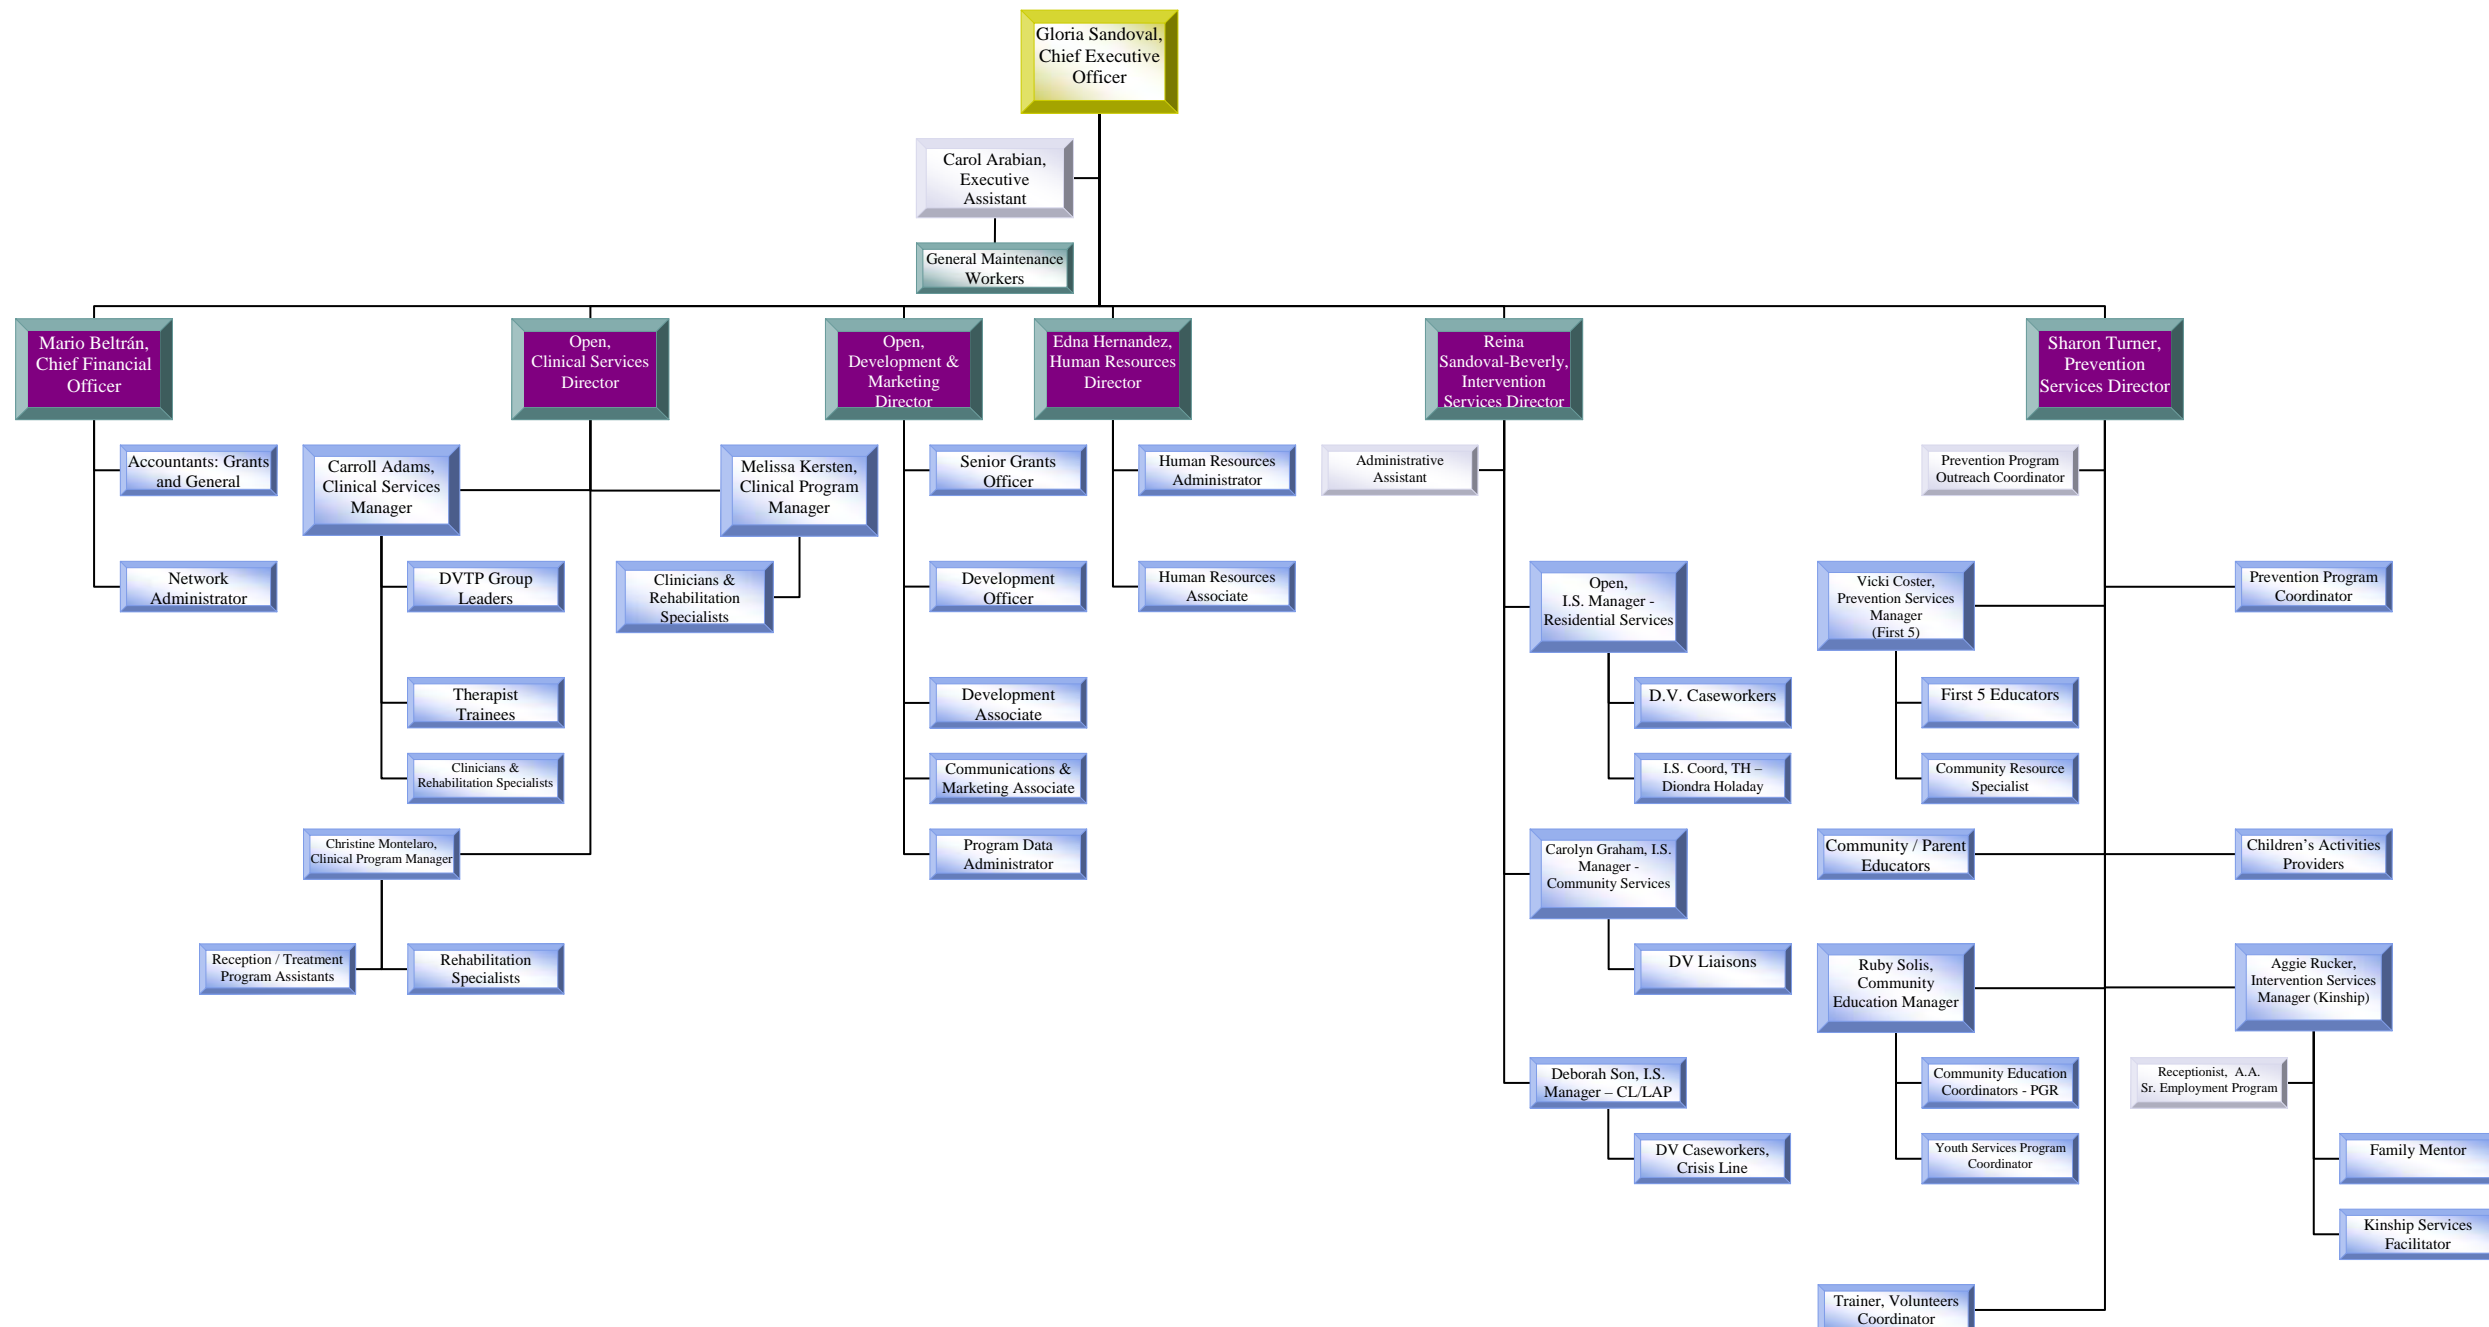 Gloria Sandoval,
Chief Executive
Officer
Carol Arabian,
Executive
Assistant
General Maintenance
Workers
Mario Beltrán,
Chief Financial
Officer
Open,
Clinical Services
Director
Open,
Development &
Marketing
Director
Edna Hernandez,
Human Resources
Director
Reina
Sandoval-Beverly,
Intervention
Services Director
Sharon Turner,
Prevention
Services Director
Accountants: Grants
and General
Network
Administrator
Carroll Adams,
Clinical Services
Manager
DVTP Group
Leaders
Therapist
Trainees
Clinicians &
Rehabilitation Specialists
Melissa Kersten,
Clinical Program
Manager
Clinicians &
Rehabilitation
Specialists
Christine Montelaro,
Clinical Program Manager
Reception / Treatment
Program Assistants
Rehabilitation
Specialists
Senior Grants
Officer
Development
Officer
Development
Associate
Communications &
Marketing Associate
Program Data
Administrator
Human Resources
Administrator
Human Resources
Associate
Administrative
Assistant
Open,
I.S. Manager -
Residential Services
D.V. Caseworkers
I.S. Coord, TH –
Diondra Holaday
Carolyn Graham, I.S.
Manager -
Community Services
DV Liaisons
Deborah Son, I.S.
Manager – CL/LAP
DV Caseworkers,
Crisis Line
Prevention Program
Outreach Coordinator
Vicki Coster,
Prevention Services
Manager
(First 5)
First 5 Educators
Community Resource
Specialist
Prevention Program
Coordinator
Community / Parent
Educators
Children’s Activities
Providers
Ruby Solis,
Community
Education Manager
Community Education
Coordinators - PGR
Youth Services Program
Coordinator
Aggie Rucker,
Intervention Services
Manager (Kinship)
Receptionist, A.A.
Sr. Employment Program
Family Mentor
Kinship Services
Facilitator
Trainer, Volunteers
Coordinator